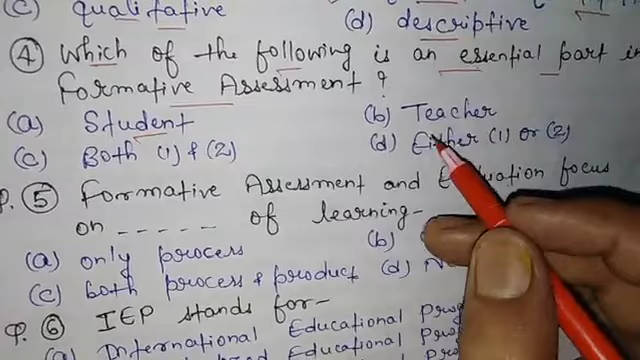 (c) qualitative
(d) descriptive
④ Which of the following is an essential part in
Formative Assessment ?
(a) Student
(b) Teacher
(c) Both (1) & (2)
(d) Either (1) or (2)
⑤ Formative Assessment and Evaluation focus
on ----- of learning-
(a) only process
(b)
(c) both process & product
(d)
Q. ⑥ IEP stands for-
(a) International Educational
Educational